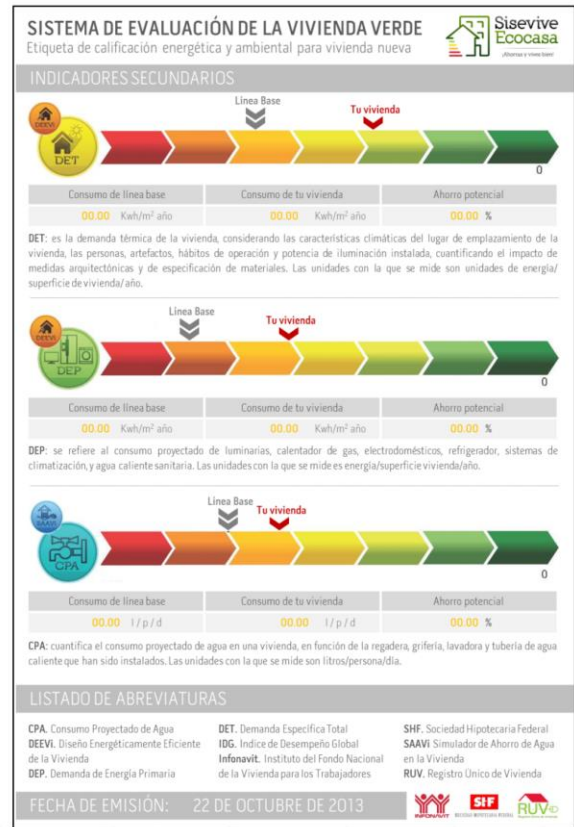 SISTEMA DE EVALUACIÓN DE LA VIVIENDA VERDE
Etiqueta de calificación energética y ambiental para vivienda nueva
Sisevive
Ecocasa
¡Ahorras y vives bien!
INDICADORES SECUNDARIOS
Linea Base
Tu vivienda
DEEVi
DET
0
Consumo de línea base
Consumo de tu vivienda
Ahorro potencial
00.00 Kwh/m² año
00.00 Kwh/m² año
00.00 %
DET: es la demanda térmica de la vivienda, considerando las características climáticas del lugar de emplazamiento de la
vivienda, las personas, artefactos, hábitos de operación y potencia de iluminación instalada, cuantificando el impacto de
medidas arquitectónicas y de especificación de materiales. Las unidades con la que se mide son unidades de energía/
superficie de vivienda/ año.
Linea Base
Tu vivienda
DEEVi
DEP
0
Consumo de línea base
Consumo de tu vivienda
Ahorro potencial
00.00 Kwh/m² año
00.00 Kwh/m² año
00.00 %
DEP: se refiere al consumo proyectado de luminarias, calentador de gas, electrodomésticos, refrigerador, sistemas de
climatización, y agua caliente sanitaria. Las unidades con la que se mide es energía/superficie vivienda/año.
Linea Base
Tu vivienda
SAAVi
CPA
0
Consumo de línea base
Consumo de tu vivienda
Ahorro potencial
00.00 l / p / d
00.00 l / p / d
00.00 %
CPA: cuantifica el consumo proyectado de agua en una vivienda, en función de la regadera, grifería, lavadora y tubería de agua
caliente que han sido instalados. Las unidades con la que se mide son litros/persona/día.
LISTADO DE ABREVIATURAS
CPA. Consumo Proyectado de Agua
DEEVi. Diseño Energéticamente Eficiente
de la Vivienda
DEP. Demanda de Energía Primaria
DET. Demanda Específica Total
IDG. Indice de Desempeño Global
Infonavit. Instituto del Fondo Nacional
de la Vivienda para los Trabajadores
SHF. Sociedad Hipotecaria Federal
SAAVi Simulador de Ahorro de Agua
en la Vivienda
RUV. Registro Único de Vivienda
FECHA DE EMISIÓN: 22 DE OCTUBRE DE 2013
INFONAVIT
SHF
SOCIEDAD HIPOTECARIA FEDERAL
RUV